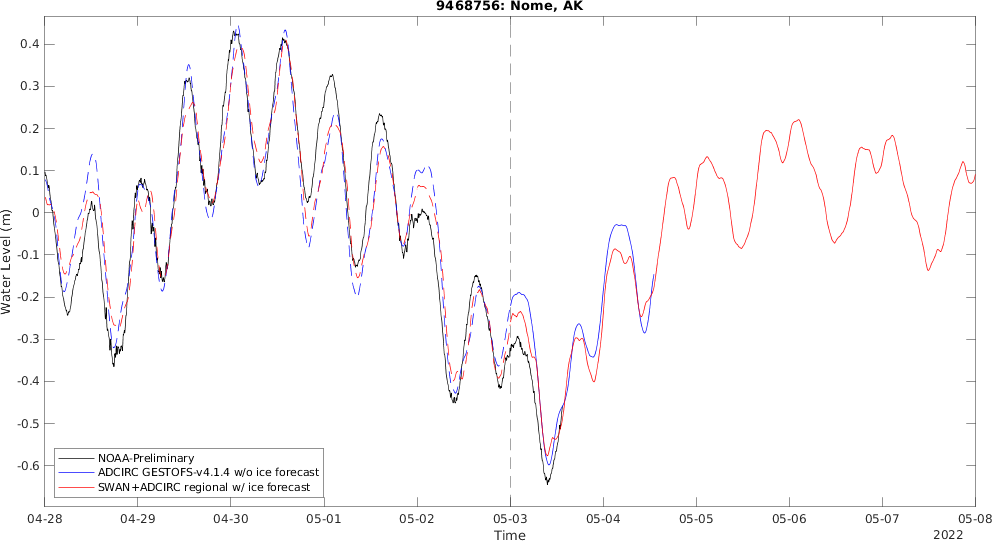 9468756: Nome, AK
Water Level (m)
0.4
0.3
0.2
0.1
0
-0.1
-0.2
-0.3
-0.4
-0.5
-0.6
NOAA-Preliminary
ADCIRC GESTOFS-v4.1.4 w/o ice forecast
SWAN+ADCIRC regional w/ ice forecast
04-28 04-29 04-30 05-01 05-02 05-03 05-04 05-05 05-06 05-07 05-08
Time
2022